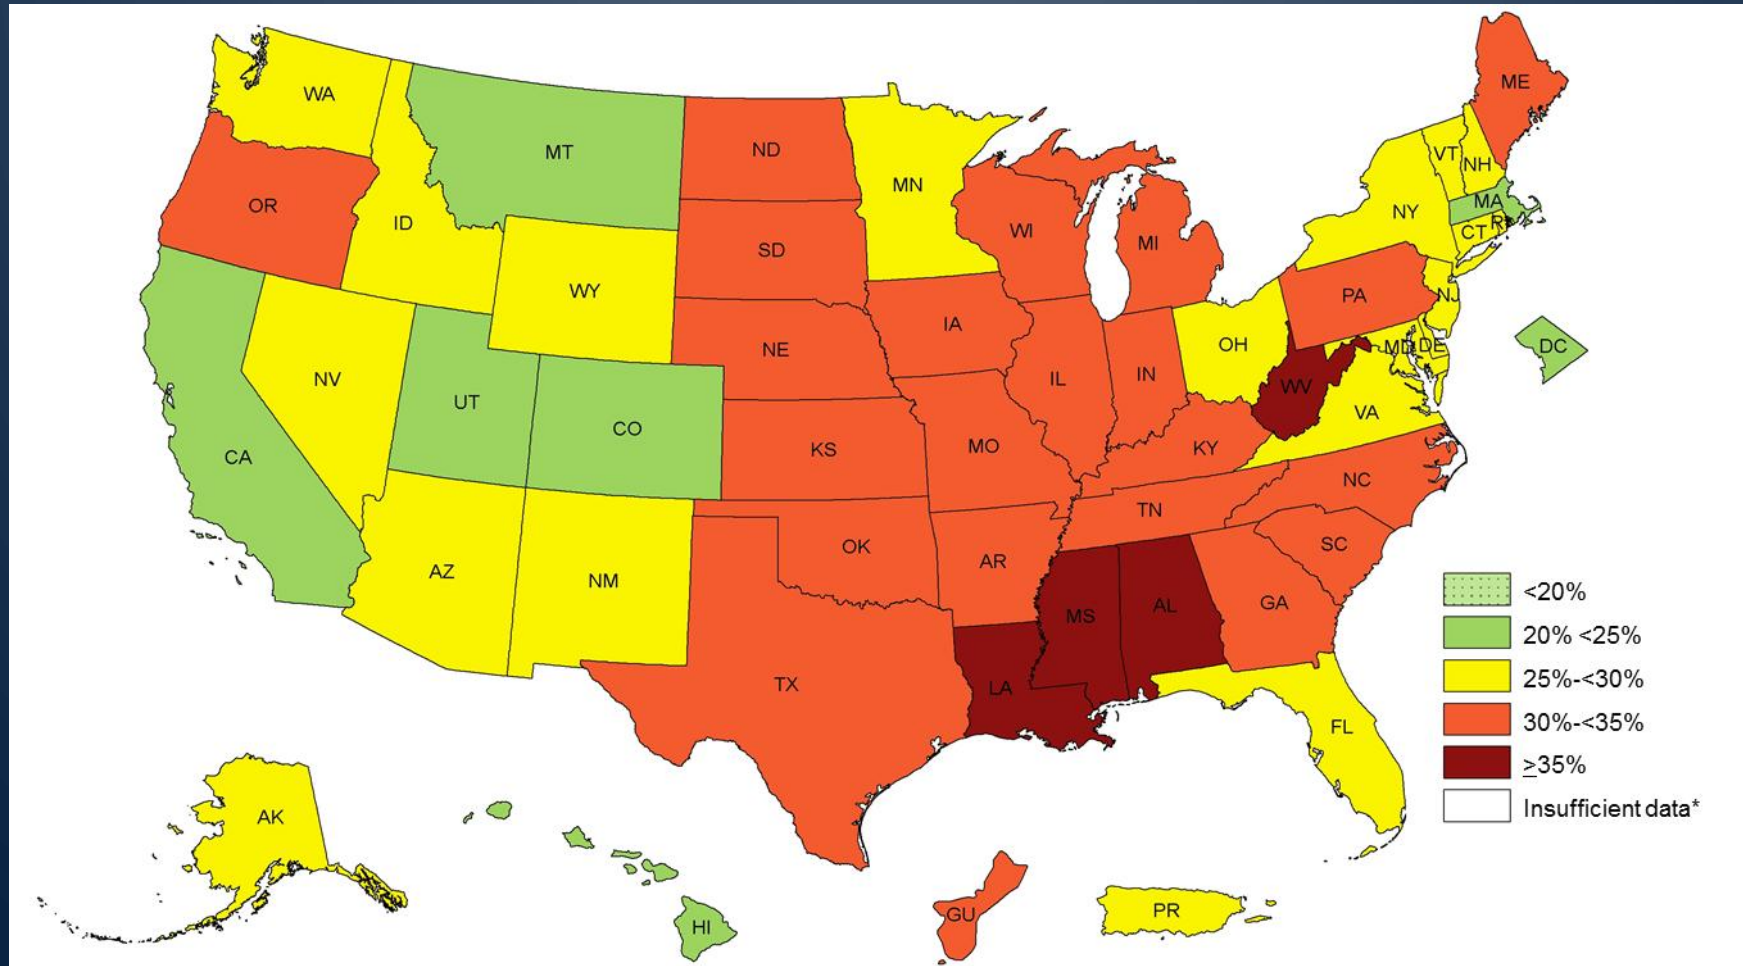 WA
MT
ND
MN
ME
VT
NH
OR
ID
WY
SD
WI
MI
NY
MA
CT
R
NV
UT
CO
NE
IA
IL
IN
OH
PA
NJ
MD
DE
DC
WV
VA
CA
KS
MO
KY
NC
TN
SC
AZ
NM
OK
AR
MS
AL
GA
TX
LA
FL
AK
HI
GU
PR
<20%
20% <25%
25%-<30%
30%-<35%
≥35%
Insufficient data*